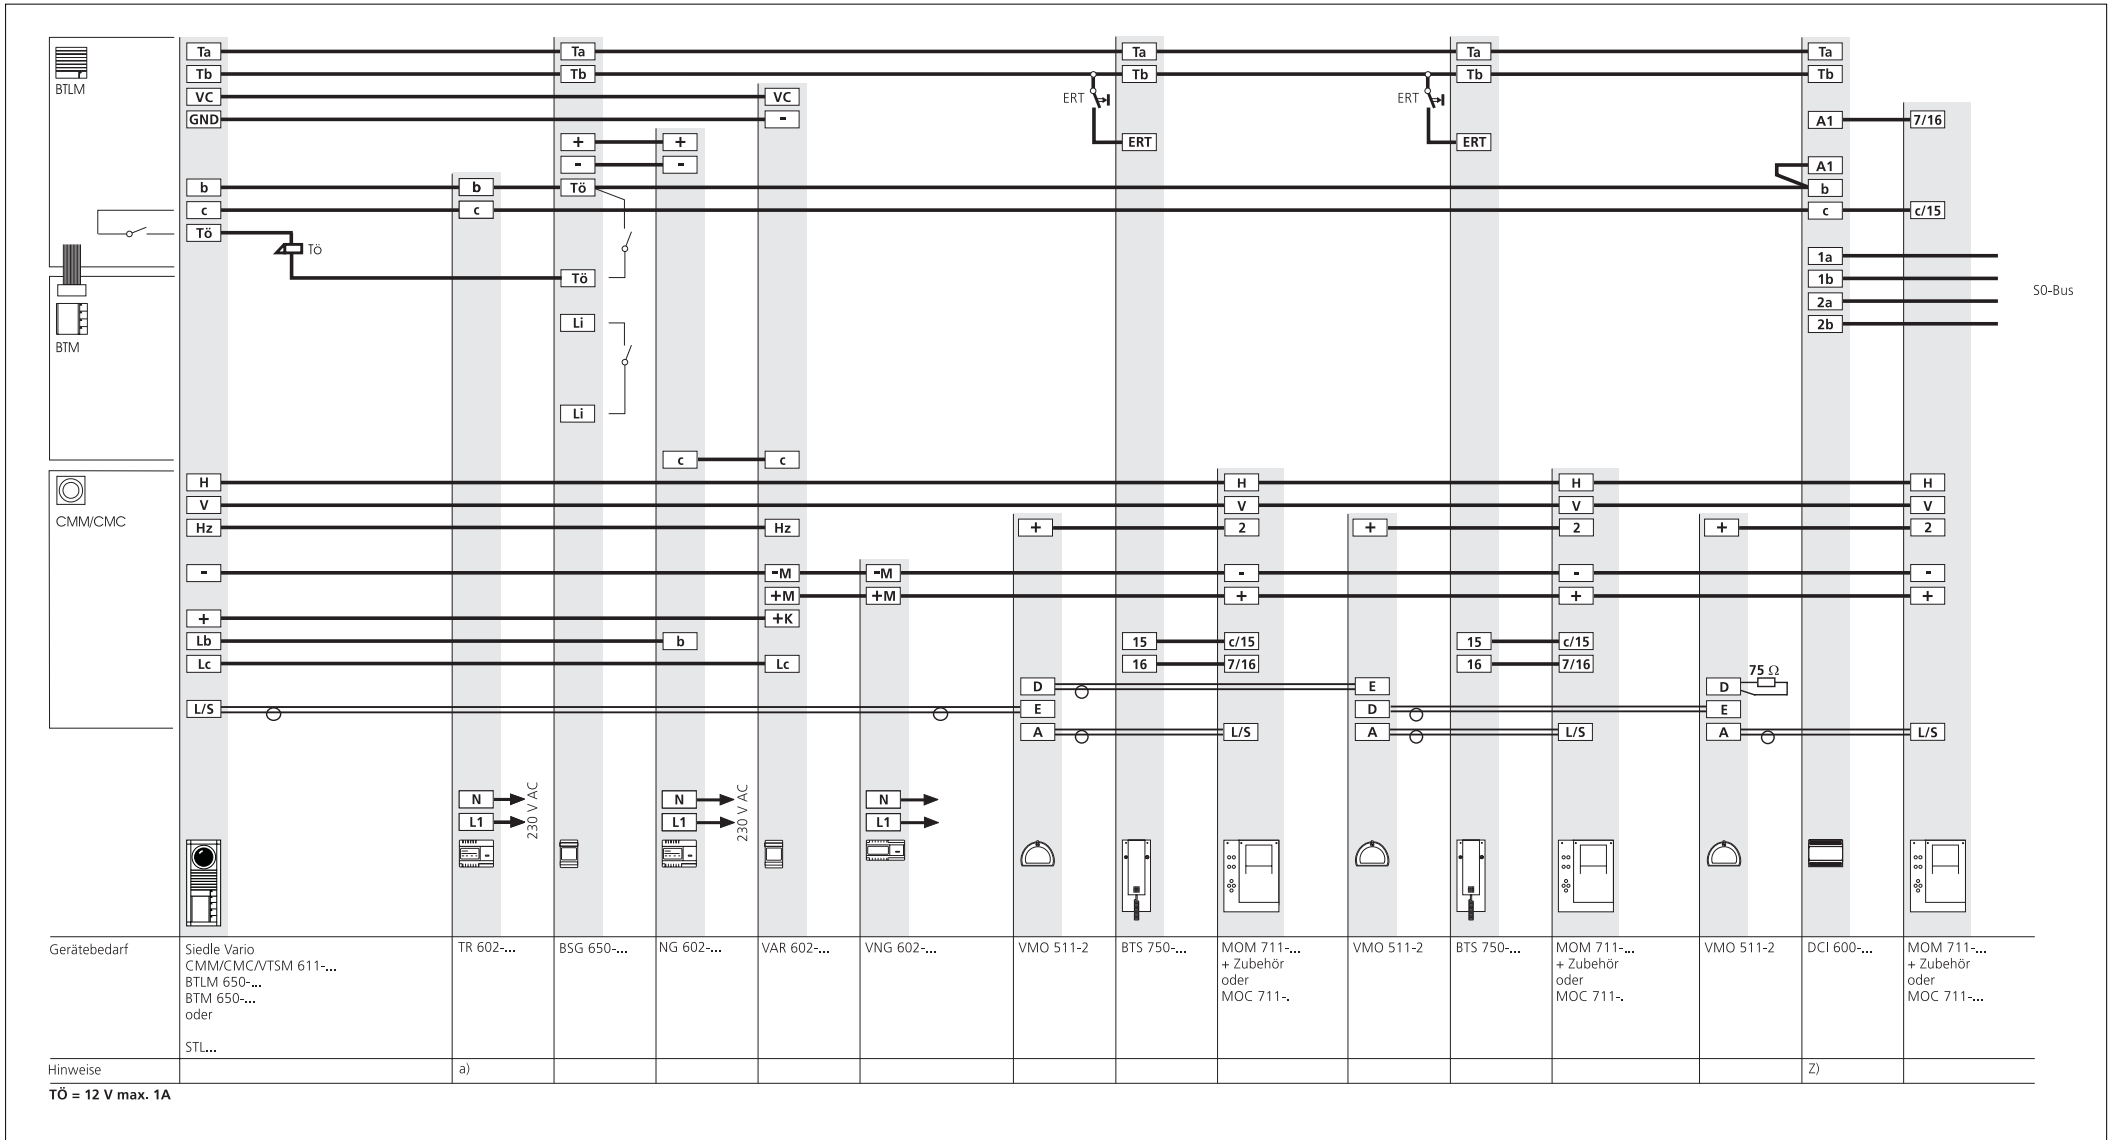 Ta Ta Ta Ta Ta
BTLM Tb Tb Tb Tb Tb
VC VC ERT ERT
GND - A1 7/16
+ + ERT ERT
- - A1
b b Tö b
c c c c/15
Tö Tö
1a
Tö 1b
S0-Bus
2a
Li 2b
BTM
Li
c c
H H H H
V V V V
CMM/CMC
Hz Hz + 2 + 2 + 2
- -M -M - - -
+M +M + + +
+ +K
Lb b 15 c/15 15 c/15
Lc Lc 16 7/16 16 7/16 75 Ω
D E D
L/S E D E
A L/S A L/S A L/S
N N N
L1 230 V AC L1 230 V AC L1
Gerätebedarf
Siedle Vario
CMM/CMC/VTSM 611-...
BTLM 650-...
BTM 650-...
oder
STL...
TR 602-...
BSG 650-...
NG 602-...
VAR 602-...
VNG 602-...
VMO 511-2
BTS 750-...
MOM 711-...
+ Zubehör
oder
MOC 711-.
VMO 511-2
BTS 750-...
MOM 711-...
+ Zubehör
oder
MOC 711-.
VMO 511-2
DCI 600-...
MOM 711-...
+ Zubehör
oder
MOC 711-...
Hinweise a) Z)
TÖ = 12 V max. 1A